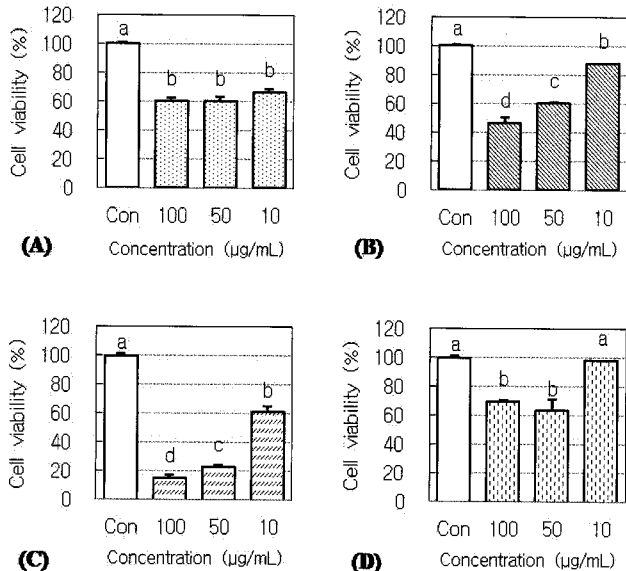 120
100
80
60
40
20
0
Cell viability (%)
a
b
b
b
Con 100 50 10
(A) Concentration (μg/mL)
120
100
80
60
40
20
0
Cell viability (%)
a
d
c
b
Con 100 50 10
(B) Concentration (μg/mL)
120
100
80
60
40
20
0
Cell viability (%)
a
d
c
b
Con 100 50 10
(C) Concentration (μg/mL)
120
100
80
60
40
20
0
Cell viability (%)
a
b
b
a
Con 100 50 10
(D) Concentration (μg/mL)